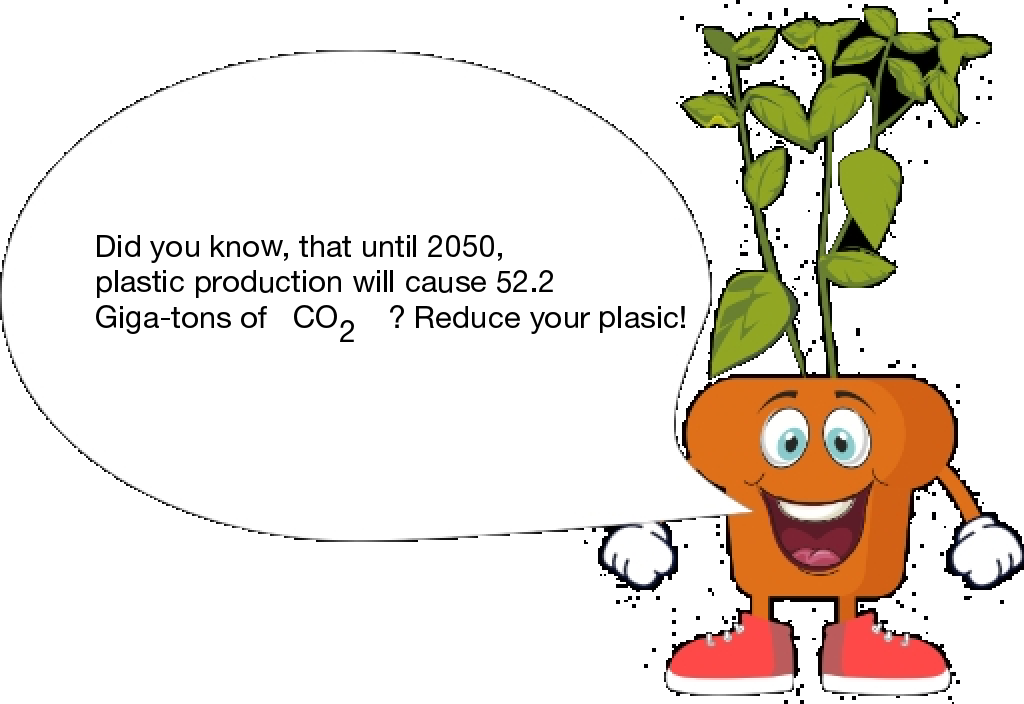 Did you know, that until 2050,
plastic production will cause 52.2
Giga-tons of CO2 ? Reduce your plasic!